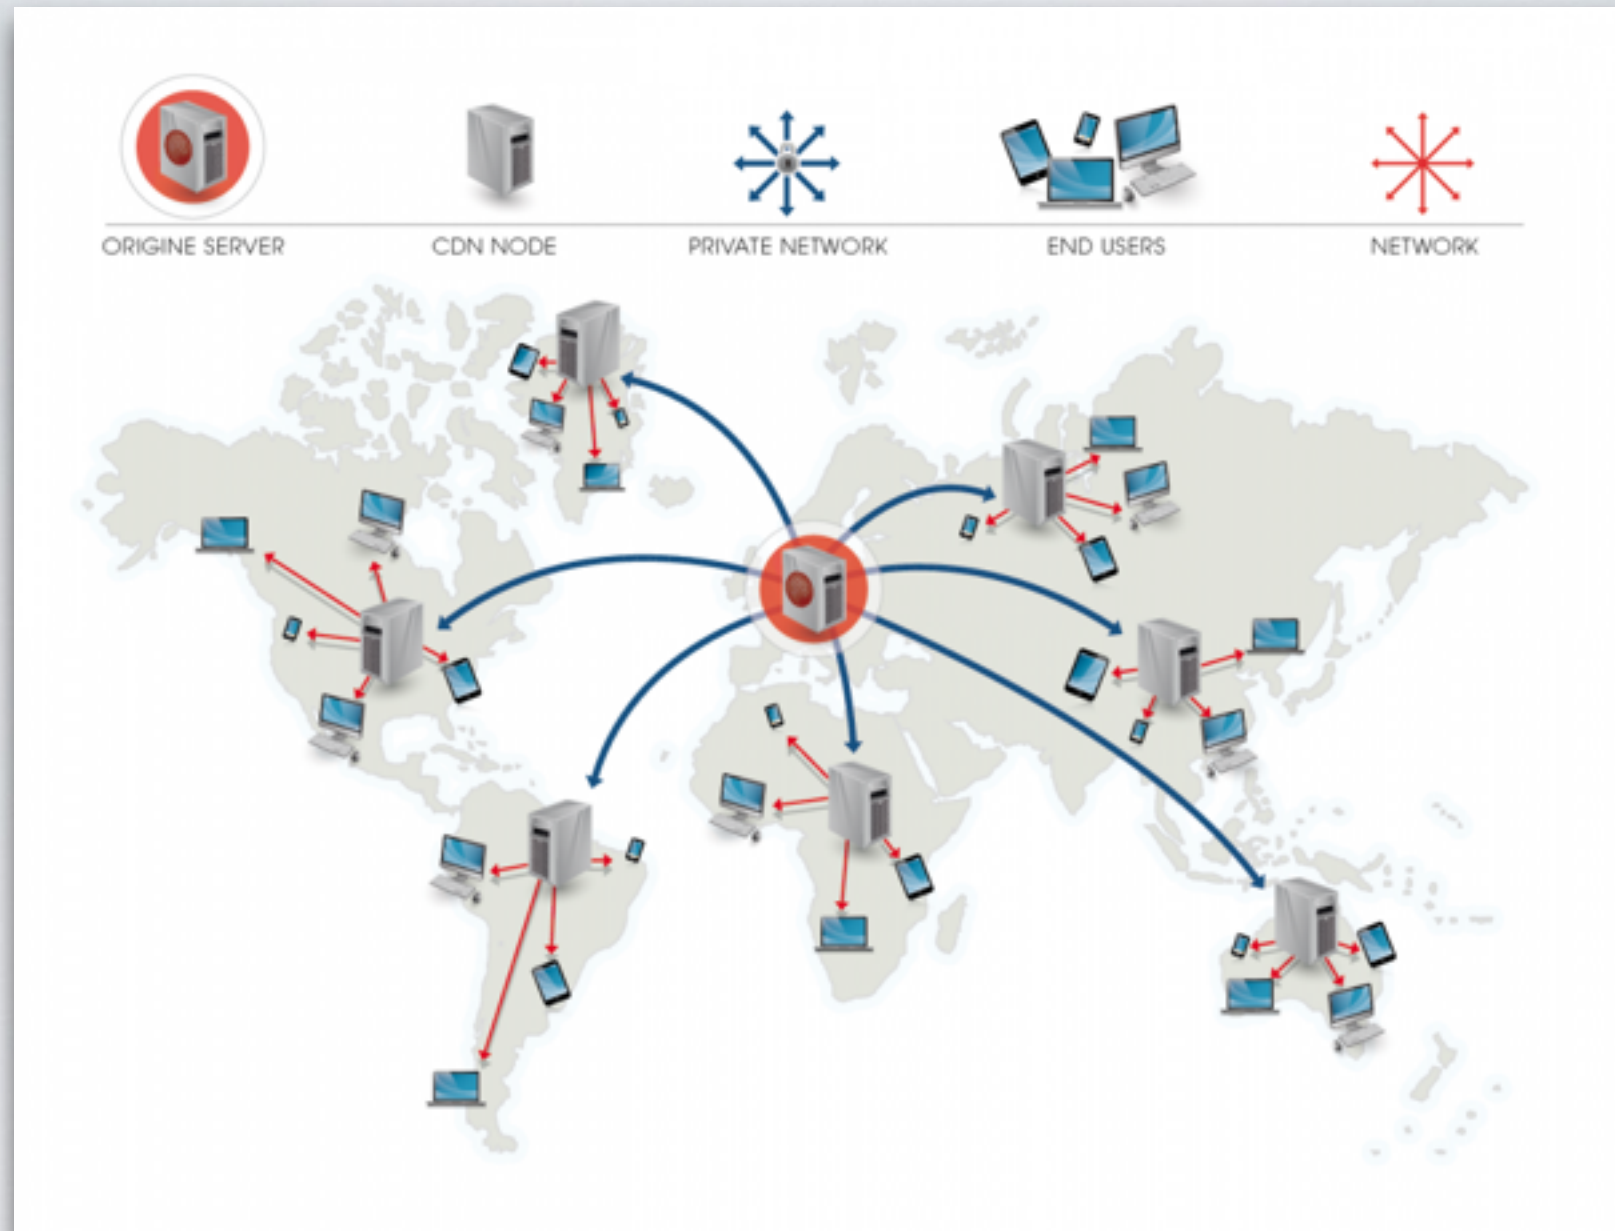 ORIGINE SERVER
CDN NODE
PRIVATE NETWORK
END USERS
NETWORK